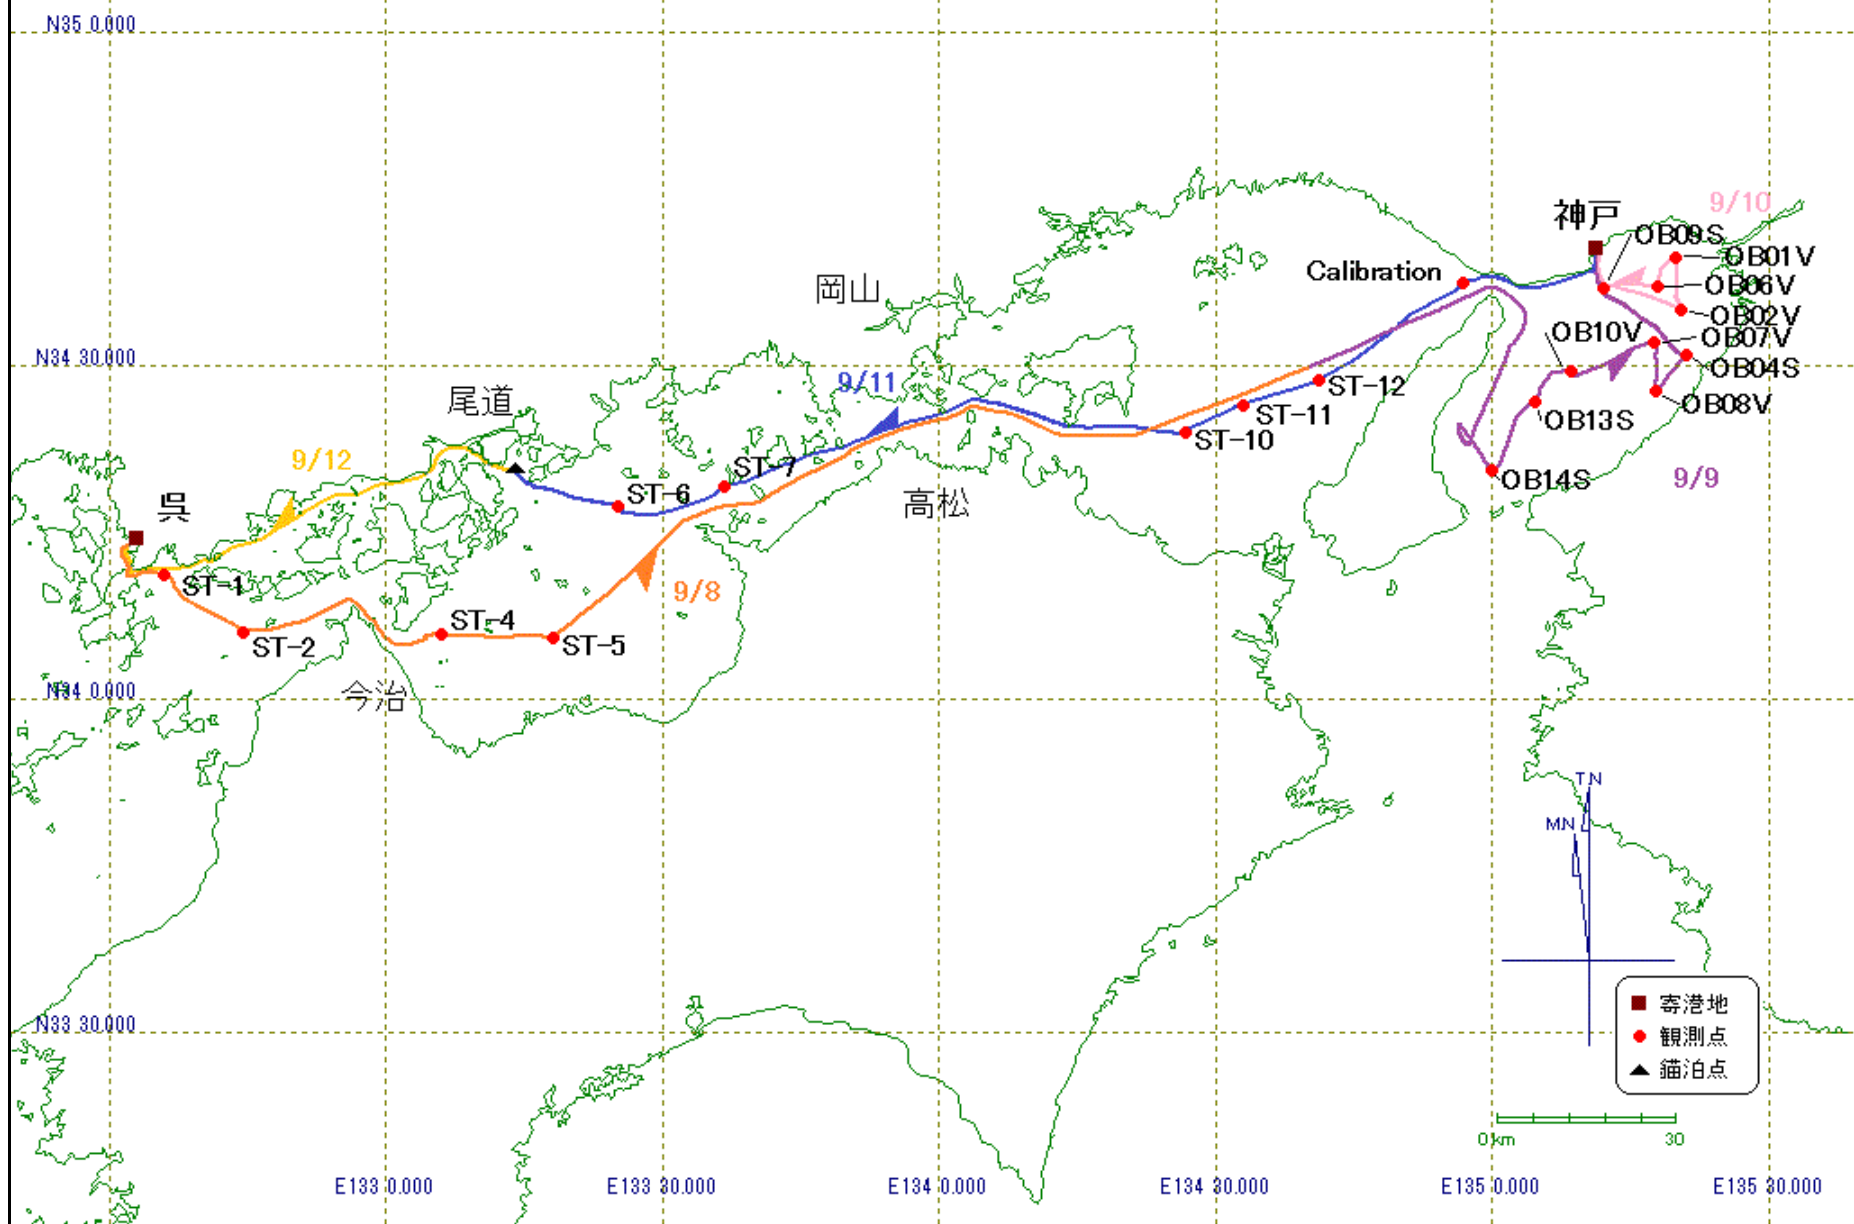 N35 0.000
9/10
神戸
OB09S
OB01V
Calibration
OB06V
岡山
OB02V
OB10V
OB07V
N34 30.000
OB04S
9/11
ST-12
尾道
OB08V
ST-11
OB13S
ST-10
9/12
ST-7
9/9
OB14S
ST-6
高松
呉
ST-1
9/8
ST-4
ST-2
ST-5
N34 0.000
今治
TN
MN
寄港地
N33 30.000
観測点
錨泊点
0 km 30
E133 0.000
E133 30.000
E134 0.000
E134 30.000
E135 0.000
E135 30.000